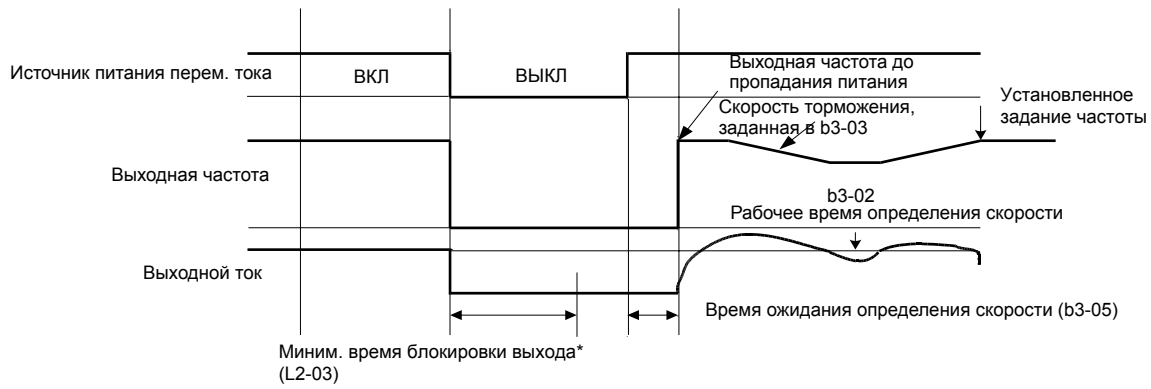 Источник питания перем. тока
ВКЛ
ВЫКЛ
Выходная частота до
пропадания питания
Скорость торможения,
заданная в b3-03
Установленное
задание частоты
Выходная частота
b3-02
Рабочее время определения скорости
Выходной ток
Время ожидания определения скорости (b3-05)
Миним. время блокировки выхода*
(L2-03)